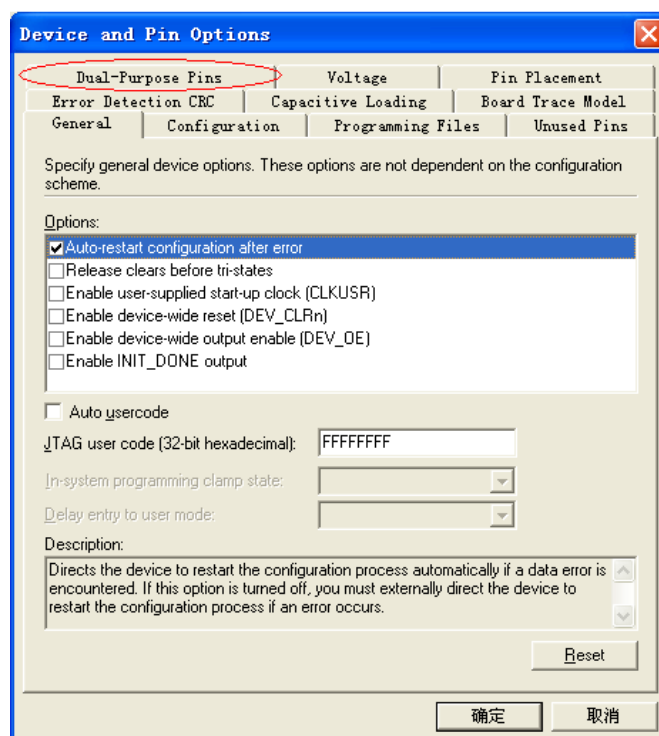 Device and Pin Options
Dual-Purpose Pins Voltage Pin Placement
Error Detection CRC Capacitive Loading Board Trace Model
General Configuration Programming Files Unused Pins
Specify general device options. These options are not dependent on the configuration
scheme.
Options:
Auto-restart configuration after error
Release clears before tri-states
Enable user-supplied start-up clock (CLKUSR)
Enable device-wide reset (DEV_CLRn)
Enable device-wide output enable (DEV_OE)
Enable INIT_DONE output
Auto usercode
JTAG user code (32-bit hexadecimal): FFFFFFFF
In-system programming clamp state:
Delay entry to user mode:
Description:
Directs the device to restart the configuration process automatically if a data error is
encountered. If this option is turned off, you must externally direct the device to
restart the configuration process if an error occurs.
Reset
确定 取消